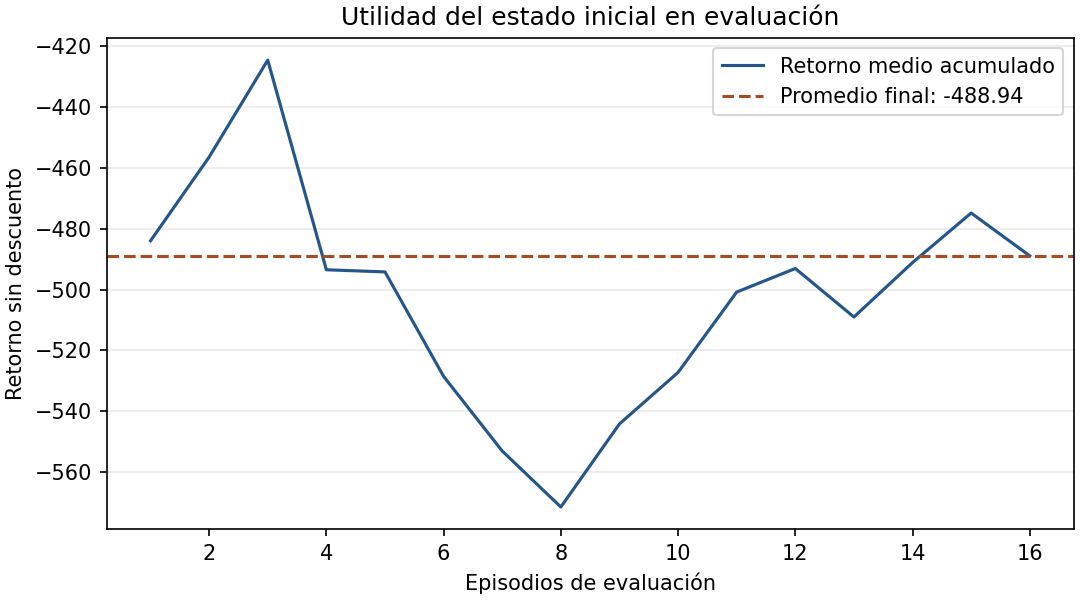 Utilidad del estado inicial en evaluación
Retorno medio acumulado
Promedio final: -488.94
Retorno sin descuento
−420
−440
−460
−480
−500
−520
−540
−560
2 4 6 8 10 12 14 16
Episodios de evaluación